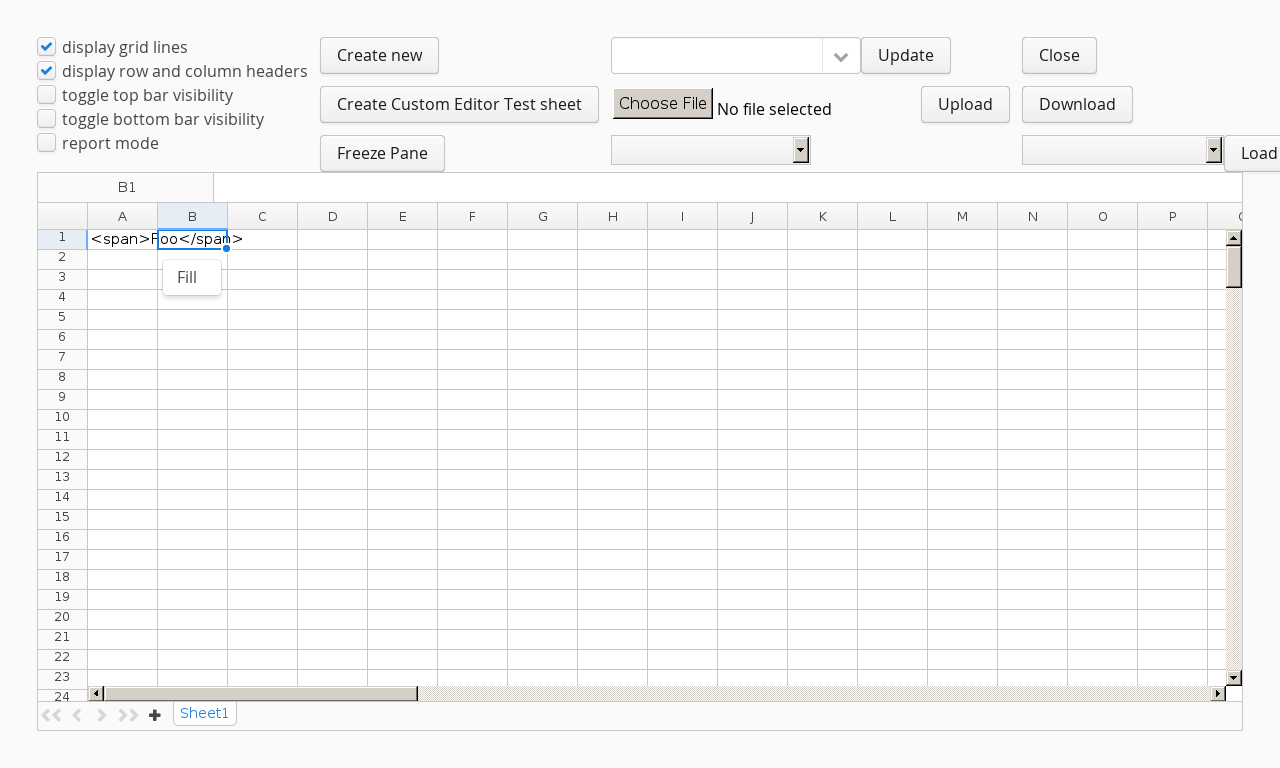 display grid lines
display row and column headers
toggle top bar visibility
toggle bottom bar visibility
report mode
Create new
Update
Close
Create Custom Editor Test sheet
Choose File No file selected
Upload
Download
Freeze Pane
Load
B1
A B C D E F G H I J K L M N O P
1 <span>Foo</span>
2
Fill
3
4
5
6
7
8
9
10
11
12
13
14
15
16
17
18
19
20
21
22
23
24
Sheet1